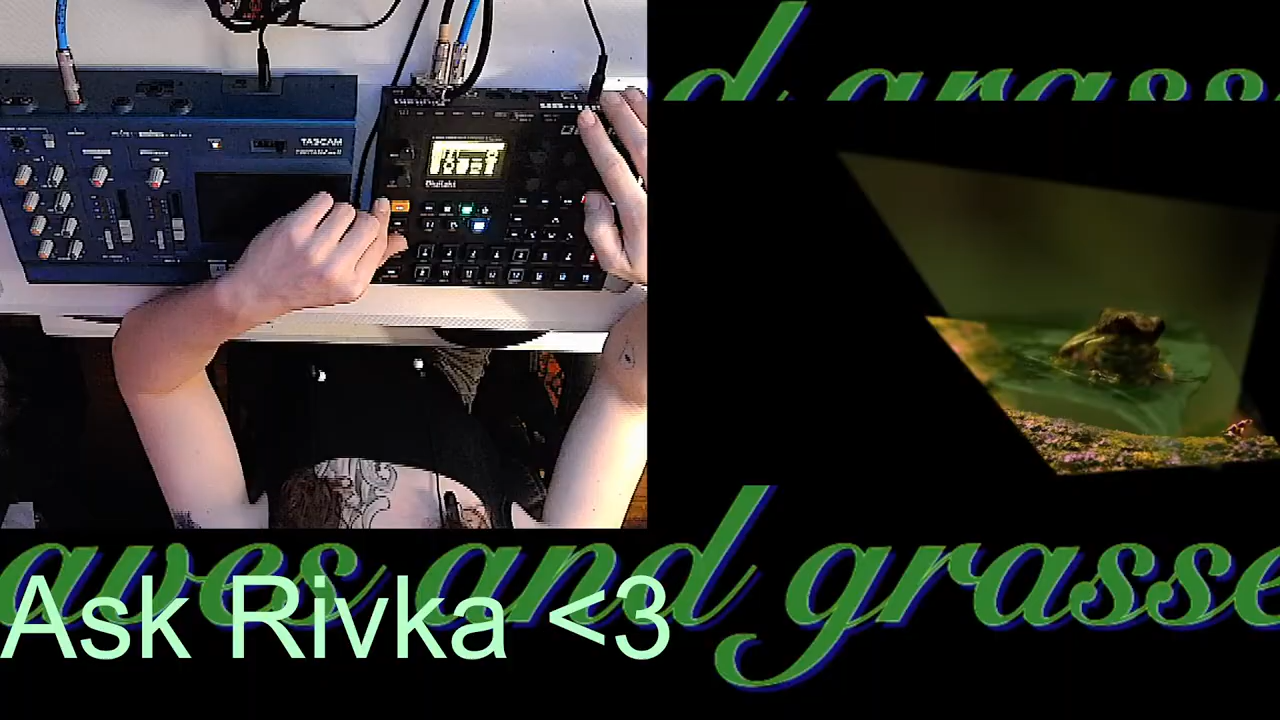 d grasse
TASCAM
Digitakt
aves and grasse
Ask Rivka <3